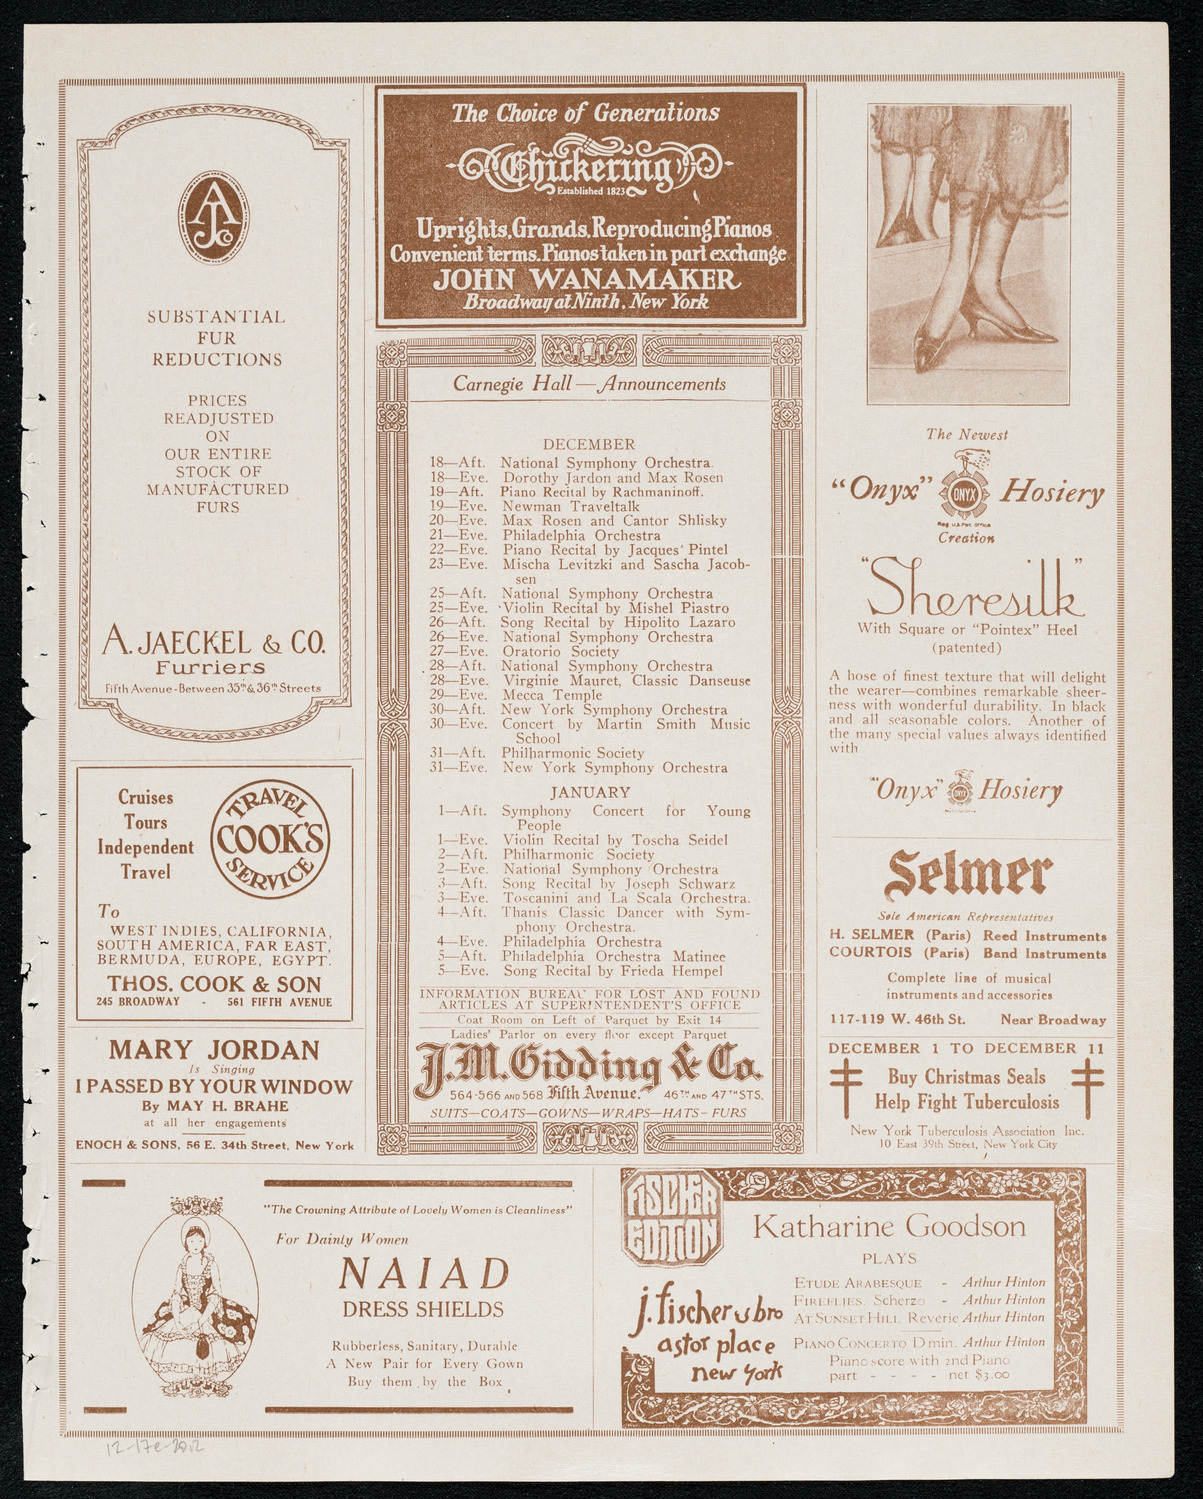 AJCo
SUBSTANTIAL
FUR
REDUCTIONS
PRICES
READJUSTED
ON
OUR ENTIRE
STOCK OF
MANUFACTURED
FURS
A. JAECKEL & CO.
Furriers
Fifth Avenue-Between 35th & 36th Streets
Cruises
Tours
Independent
Travel
TRAVEL
COOK'S
SERVICE
To
WEST INDIES, CALIFORNIA,
SOUTH AMERICA, FAR EAST,
BERMUDA, EUROPE, EGYPT.
THOS. COOK & SON
245 BROADWAY - 561 FIFTH AVENUE
MARY JORDAN
Is Singing
I PASSED BY YOUR WINDOW
By MAY H. BRAHE
at all her engagements
ENOCH & SONS, 56 E. 34th Street, New York
The Choice of Generations
Chickering
Established 1823
Uprights, Grands, Reproducing Pianos
Convenient terms. Pianos taken in part exchange
JOHN WANAMAKER
Broadway at Ninth, New York
Carnegie Hall—Announcements
DECEMBER
18—Aft. National Symphony Orchestra.
18—Eve. Dorothy Jardon and Max Rosen
19—Aft. Piano Recital by Rachmaninoff.
19—Eve. Newman Traveltalk
20—Eve. Max Rosen and Cantor Shlisky
21—Eve. Philadelphia Orchestra
22—Eve. Piano Recital by Jacques Pintel
23—Eve. Mischa Levitzki and Sascha Jacob-
sen
25—Aft. National Symphony Orchestra
25—Eve. Violin Recital by Mishel Piastro
26—Aft. Song Recital by Hipolito Lazaro
26—Eve. National Symphony Orchestra
27—Eve. Oratorio Society
28—Aft. National Symphony Orchestra
28—Eve. Virginie Mauret, Classic Danseuse
29—Eve. Mecca Temple
30—Aft. New York Symphony Orchestra
30—Eve. Concert by Martin Smith Music
School
31—Aft. Philharmonic Society
31—Eve. New York Symphony Orchestra
JANUARY
1—Aft. Symphony Concert for Young
People
1—Eve. Violin Recital by Toscha Seidel
2—Aft. Philharmonic Society
2—Eve. National Symphony Orchestra
3—Aft. Song Recital by Joseph Schwarz
3—Eve. Toscanini and La Scala Orchestra.
4—Aft. Thanis Classic Dancer with Sym-
phony Orchestra.
4—Eve. Philadelphia Orchestra
5—Aft. Philadelphia Orchestra Matinee
5—Eve. Song Recital by Frieda Hempel
INFORMATION BUREAU FOR LOST AND FOUND
ARTICLES AT SUPERINTENDENT'S OFFICE
Coat Room on Left of Parquet by Exit 14
Ladies' Parlor on every floor except Parquet
J.M. Gidding & Co.
564-566 AND 568 Fifth Avenue. 46TH AND 47TH STS.
SUITS—COATS—GOWNS—WRAPS—HATS—FURS
The Newest
"Onyx" ONYX Hosiery
Reg. U.S. Pat. Office
Creation
"Sheresilk"
With Square or "Pointex" Heel
(patented)
A hose of finest texture that will delight
the wearer—combines remarkable sheer-
ness with wonderful durability. In black
and all seasonable colors. Another of
the many special values always identified
with
"Onyx" ONYX Hosiery
Selmer
Sole American Representatives
H. SELMER (Paris) Reed Instruments
COURTOIS (Paris) Band Instruments
Complete line of musical
instruments and accessories
117-119 W. 46th St. Near Broadway
DECEMBER 1 TO DECEMBER 11
Buy Christmas Seals
Help Fight Tuberculosis
New York Tuberculosis Association Inc.
10 East 39th Street, New York City
"The Crowning Attribute of Lovely Women is Cleanliness"
For Dainty Women
NAIAD
DRESS SHIELDS
Rubberless, Sanitary, Durable
A New Pair for Every Gown
Buy them by the Box
FISCHER
EDITION
j. fischer & bro
astor place
new york
Katharine Goodson
PLAYS
ETUDE ARABESQUE - Arthur Hinton
FIREFLIES. Scherzo - Arthur Hinton
AT SUNSET HILL Reverie Arthur Hinton
PIANO CONCERTO D min. Arthur Hinton
Piano score with 2nd Piano
part - - - - net $3.00